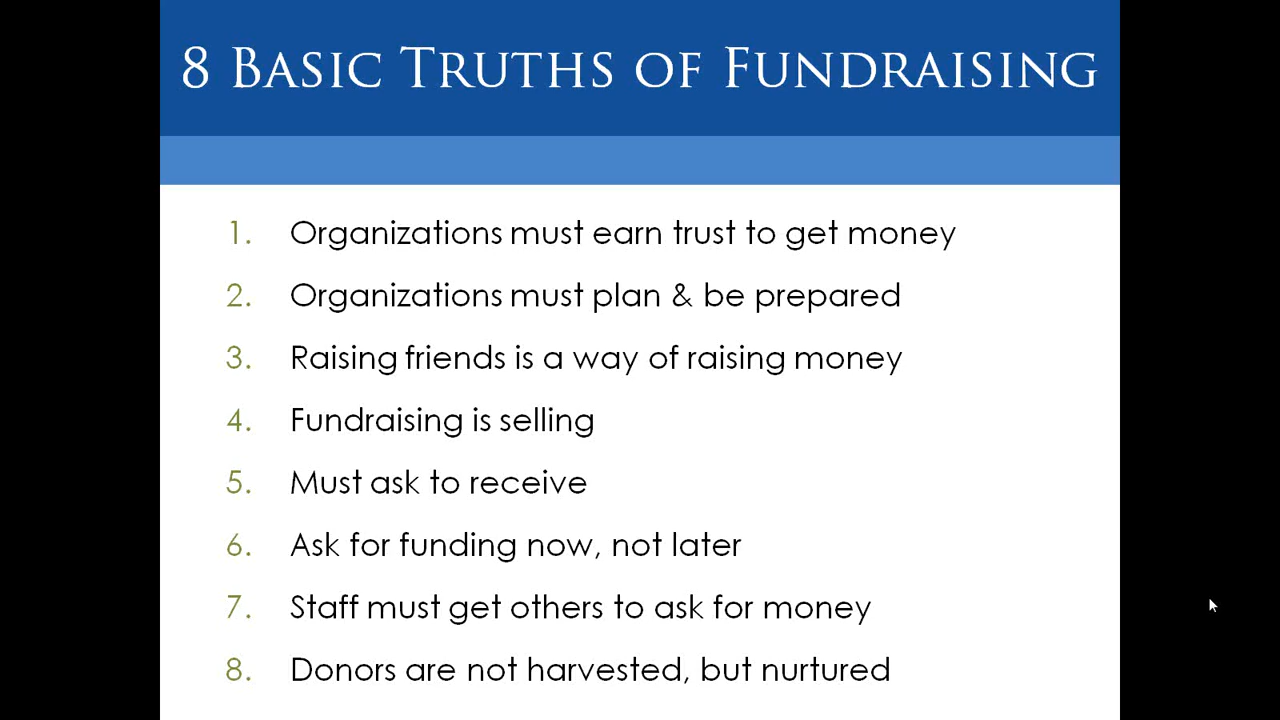 8 Basic Truths of Fundraising
1. Organizations must earn trust to get money
2. Organizations must plan & be prepared
3. Raising friends is a way of raising money
4. Fundraising is selling
5. Must ask to receive
6. Ask for funding now, not later
7. Staff must get others to ask for money
8. Donors are not harvested, but nurtured